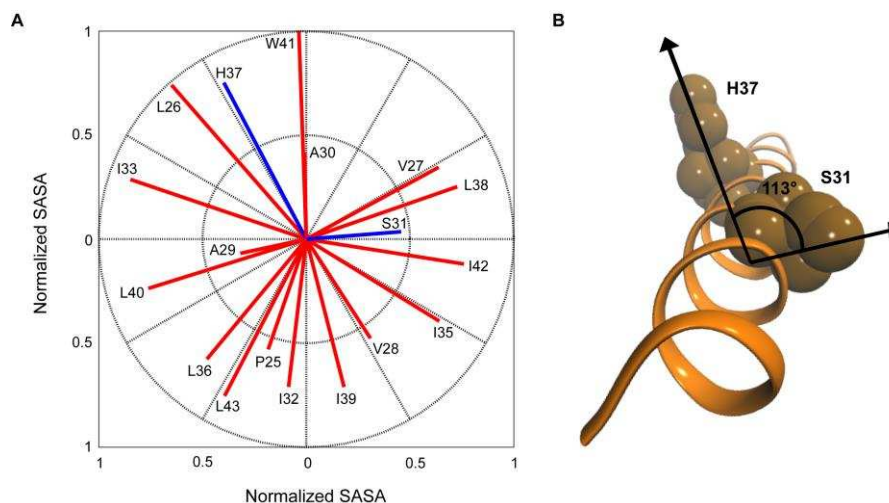 A
B
1
W41
H37
L26
H37
0.5
A30
I33
V27
L38
S31
113°
S31
Normalized SASA
0
A29
I42
L40
I35
V28
0.5
L36
P25
L43
I32
I39
1
1
0.5
0
0.5
1
Normalized SASA